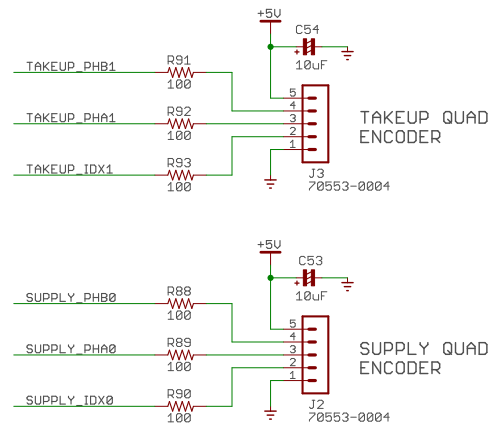 +5V
C54
+
10uF
TAKEUP_PHB1
R91
100
TAKEUP_PHA1
R92
100
TAKEUP_IDX1
R93
100
5
4
3
2
1
TAKEUP QUAD
ENCODER
J3
70553-0004
+5V
C53
+
10uF
SUPPLY_PHB0
R88
100
SUPPLY_PHA0
R89
100
SUPPLY_IDX0
R90
100
5
4
3
2
1
SUPPLY QUAD
ENCODER
J2
70553-0004